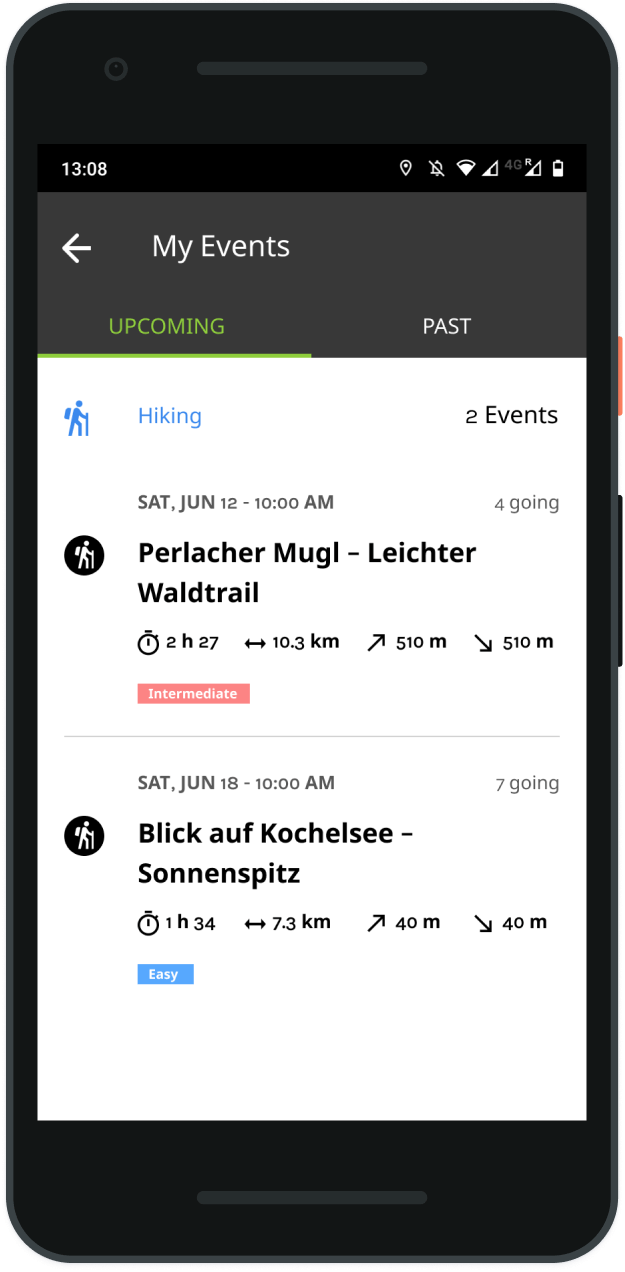 13:08 4G R
My Events
UPCOMING PAST
Hiking 2 Events
SAT, JUN 12 - 10:00 AM 4 going
Perlacher Mugl – Leichter
Waldtrail
2 h 27 10.3 km 510 m 510 m
Intermediate
SAT, JUN 18 - 10:00 AM 7 going
Blick auf Kochelsee –
Sonnenspitz
1 h 34 7.3 km 40 m 40 m
Easy